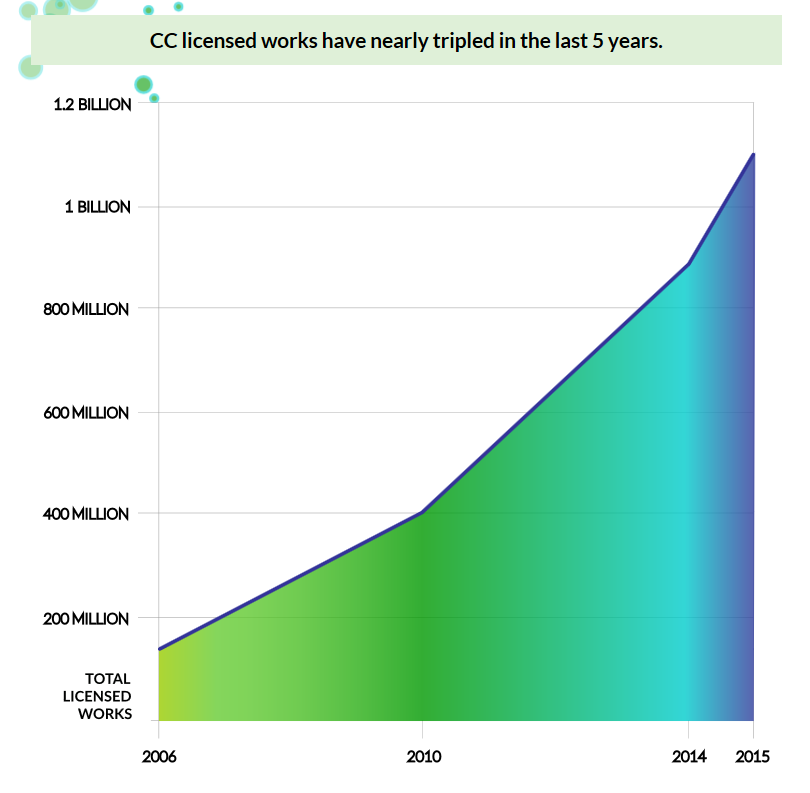 CC licensed works have nearly tripled in the last 5 years.
1.2 BILLION
1 BILLION
800 MILLION
600 MILLION
400 MILLION
200 MILLION
TOTAL
LICENSED
WORKS
2006 2010 2014 2015